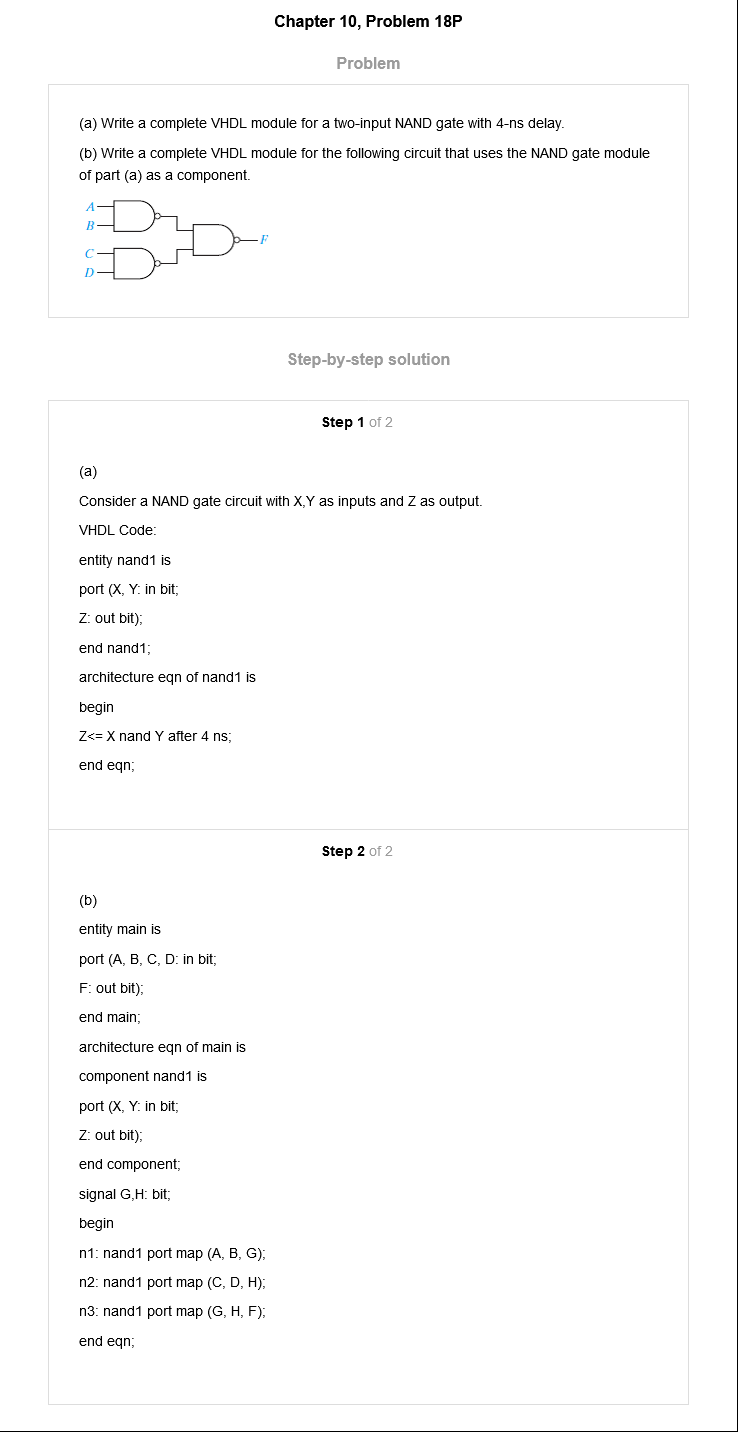 Chapter 10, Problem 18P
Problem
(a) Write a complete VHDL module for a two-input NAND gate with 4-ns delay.
(b) Write a complete VHDL module for the following circuit that uses the NAND gate module
of part (a) as a component.
A
B
F
C
D
Step-by-step solution
Step 1 of 2
(a)
Consider a NAND gate circuit with X,Y as inputs and Z as output.
VHDL Code:
entity nand1 is
port (X, Y: in bit;
Z: out bit);
end nand1;
architecture eqn of nand1 is
begin
Z<= X nand Y after 4 ns;
end eqn;
Step 2 of 2
(b)
entity main is
port (A, B, C, D: in bit;
F: out bit);
end main;
architecture eqn of main is
component nand1 is
port (X, Y: in bit;
Z: out bit);
end component;
signal G,H: bit;
begin
n1: nand1 port map (A, B, G);
n2: nand1 port map (C, D, H);
n3: nand1 port map (G, H, F);
end eqn;